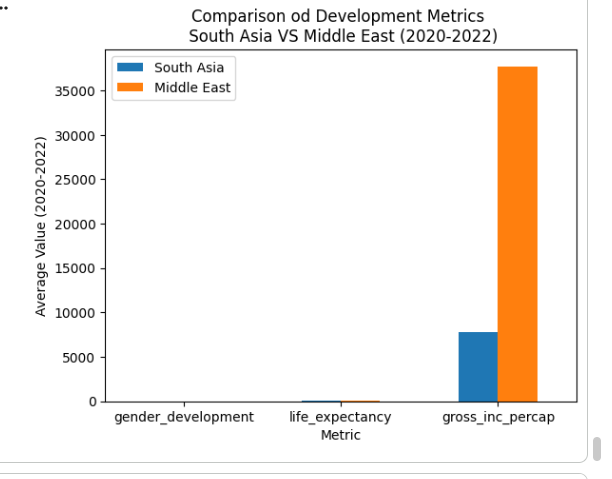 Comparison od Development Metrics
South Asia VS Middle East (2020-2022)
South Asia
Middle East
Average Value (2020-2022)
35000
30000
25000
20000
15000
10000
5000
0
gender_development life_expectancy gross_inc_percap
Metric